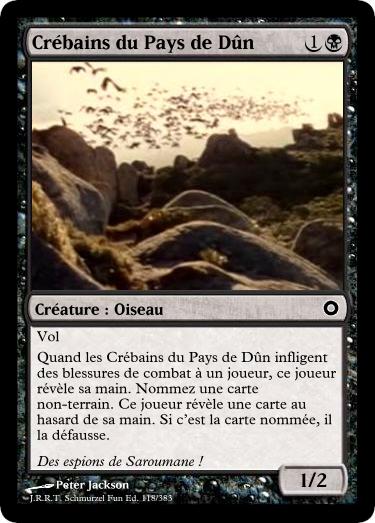 Crébains du Pays de Dûn 1
Créature : Oiseau
Vol
Quand les Crébains du Pays de Dûn infligent
des blessures de combat à un joueur, ce joueur
révèle sa main. Nommez une carte
non-terrain. Ce joueur révèle une carte au
hasard de sa main. Si c'est la carte nommée, il
la défausse.
Des espions de Saroumane !
1/2
Peter Jackson
J.R.R.T. Schmurzel Fun Ed. 118/383